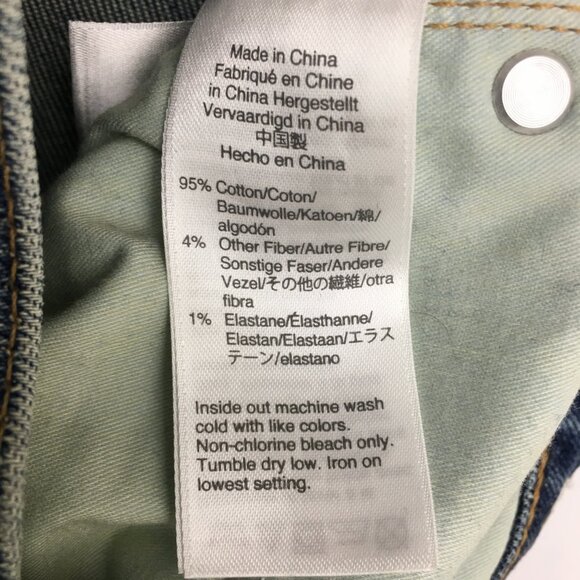 Made in China
Fabriqué en Chine
in China Hergestellt
Vervaardigd in China
中国製
Hecho en China
95% Cotton/Coton/
Baumwolle/Katoen/綿/
algodón
4% Other Fiber/Autre Fibre/
Sonstige Faser/Andere
Vezel/その他の繊維/otra
fibra
1% Elastane/Élasthanne/
Elastan/Elastaan/エラス
テーン/elastano
Inside out machine wash
cold with like colors.
Non-chlorine bleach only.
Tumble dry low. Iron on
lowest setting.